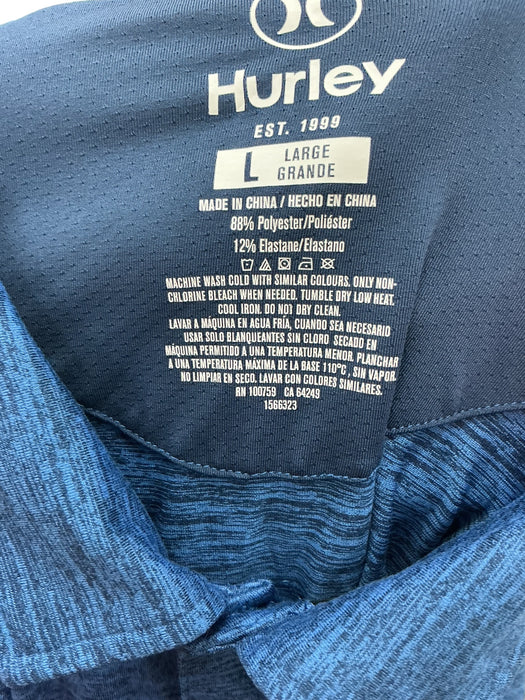 Hurley
EST. 1999
L LARGE
GRANDE
MADE IN CHINA / HECHO EN CHINA
88% Polyester/Poliéster
12% Elastane/Elastano
MACHINE WASH COLD WITH SIMILAR COLOURS. ONLY NON-
CHLORINE BLEACH WHEN NEEDED. TUMBLE DRY LOW HEAT.
COOL IRON. DO NOT DRY CLEAN.
LAVAR A MÁQUINA EN AGUA FRÍA, CUANDO SEA NECESARIO
USAR SOLO BLANQUEANTES SIN CLORO SECADO EN
MÁQUINA PERMITIDO A UNA TEMPERATURA MENOR. PLANCHAR
A UNA TEMPERATURA MÁXIMA DE LA BASE 110°C , SIN VAPOR.
NO LIMPIAR EN SECO. LAVAR CON COLORES SIMILARES.
RN 100759 CA 64249
1566323